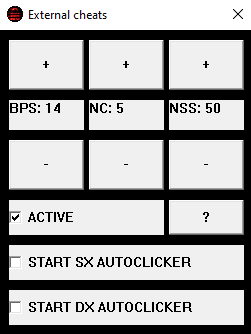 External cheats
+ + +
BPS: 14 NC: 5 NSS: 50
- - -
ACTIVE ?
START SX AUTOCLICKER
START DX AUTOCLICKER